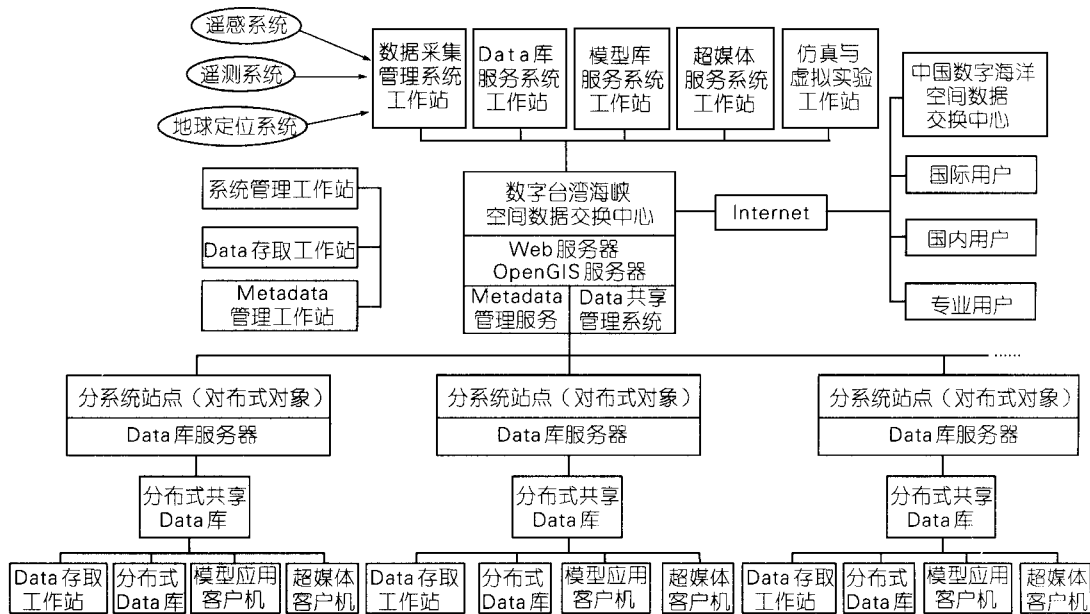 遥感系统
遥测系统
地球定位系统
数据采集
管理系统
工作站
Data库
服务系统
工作站
模型库
服务系统
工作站
超媒体
服务系统
工作站
仿真与
虚拟实验
工作站
中国数字海洋
空间数据
交换中心
国际用户
国内用户
专业用户
系统管理工作站
Data存取工作站
Metadata
管理工作站
数字台湾海峡
空间数据交换中心
Web服务器
OpenGIS服务器
Metadata
管理服务
Data共享
管理系统
Internet
······
分系统站点(对布式对象)
Data库服务器
分布式共享
Data库
Data存取
工作站
分布式
Data库
模型应用
客户机
超媒体
客户机
分系统站点(对布式对象)
Data库服务器
分布式共享
Data库
Data存取
工作站
分布式
Data库
模型应用
客户机
超媒体
客户机
分系统站点(对布式对象)
Data库服务器
分布式共享
Data库
Data存取
工作站
分布式
Data库
模型应用
客户机
超媒体
客户机